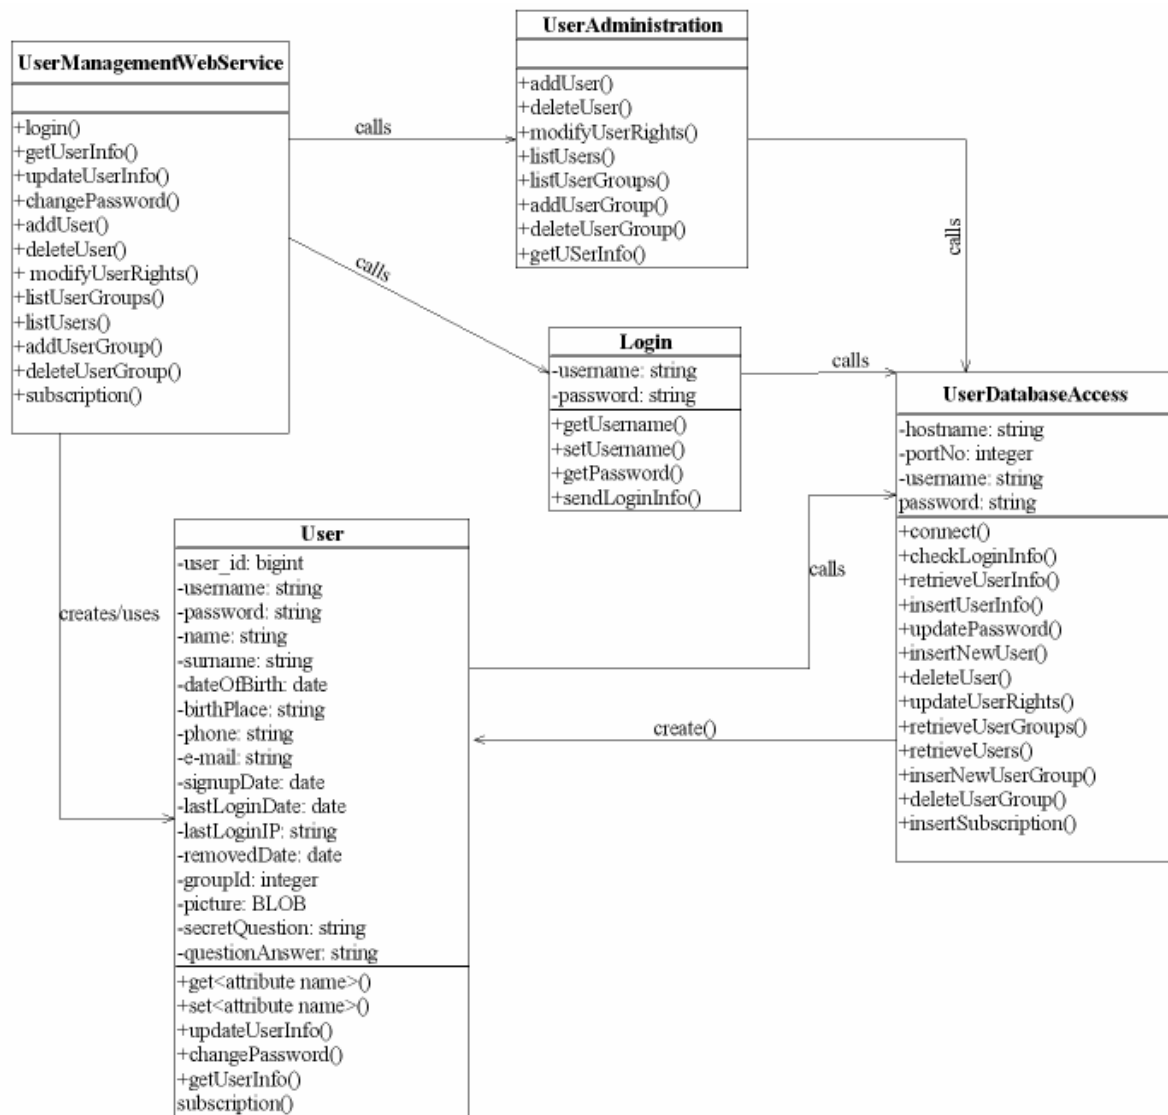 UserManagementWebService
+login()
+getUserInfo()
+updateUserInfo()
+changePassword()
+addUser()
+deleteUser()
+ modifyUserRights()
+listUserGroups()
+listUsers()
+addUserGroup()
+deleteUserGroup()
+subscription()
calls
calls
creates/uses
UserAdministration
+addUser()
+deleteUser()
+modifyUserRights()
+listUsers()
+listUserGroups()
+addUserGroup()
+deleteUserGroup()
+getUSerInfo()
calls
Login
-username: string
-password: string
+getUsername()
+setUsername()
+getPassword()
+sendLoginInfo()
calls
UserDatabaseAccess
-hostname: string
-portNo: integer
-username: string
password: string
+connect()
+checkLoginInfo()
+retrieveUserInfo()
+insertUserInfo()
+updatePassword()
+insertNewUser()
+deleteUser()
+updateUserRights()
+retrieveUserGroups()
+retrieveUsers()
+inserNewUserGroup()
+deleteUserGroup()
+insertSubscription()
calls
create()
User
-user_id: bigint
-username: string
-password: string
-name: string
-surname: string
-dateOfBirth: date
-birthPlace: string
-phone: string
-e-mail: string
-signupDate: date
-lastLoginDate: date
-lastLoginIP: string
-removedDate: date
-groupId: integer
-picture: BLOB
-secretQuestion: string
-questionAnswer: string
+get<attribute name>()
+set<attribute name>()
+updateUserInfo()
+changePassword()
+getUserInfo()
subscription()